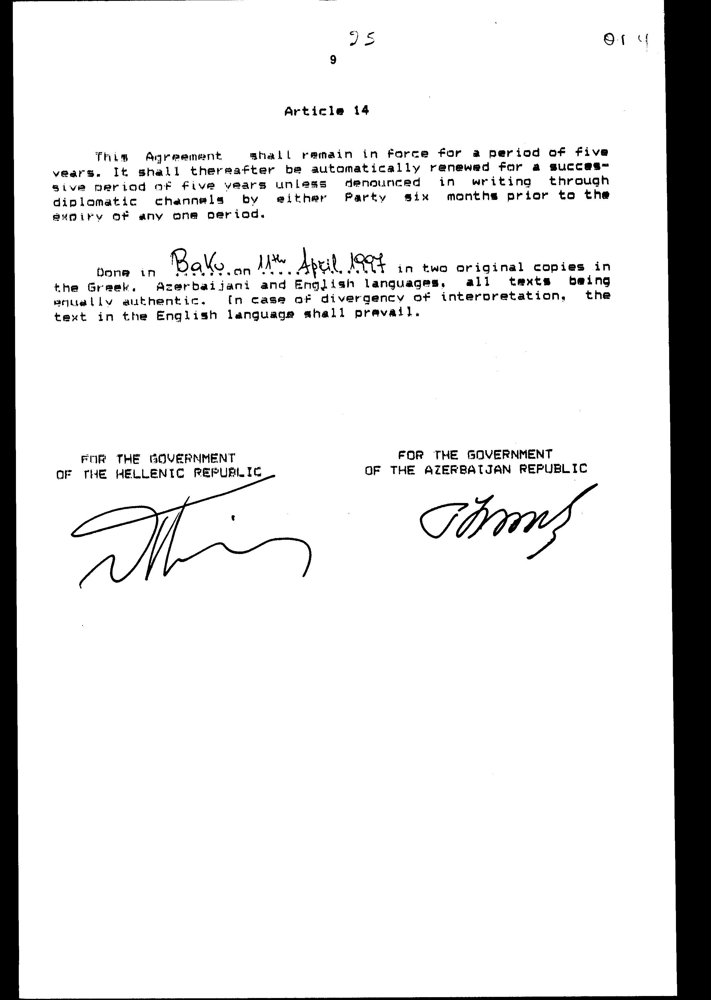 95
9
Article 14
This Agreement shall remain in force for a period of five
years. It shall thereafter be automatically renewed for a succes-
sive period of five years unless denounced in writing through
diplomatic channels by either Party six months prior to the
expiry of any one period.
Done in Baku on 11th April 1997 in two original copies in
the Greek, Azerbaijani and English languages, all texts being
equally authentic. In case of divergency of interpretation, the
text in the English language shall prevail.
FOR THE GOVERNMENT
OF THE HELLENIC REPUBLIC
FOR THE GOVERNMENT
OF THE AZERBAIJAN REPUBLIC